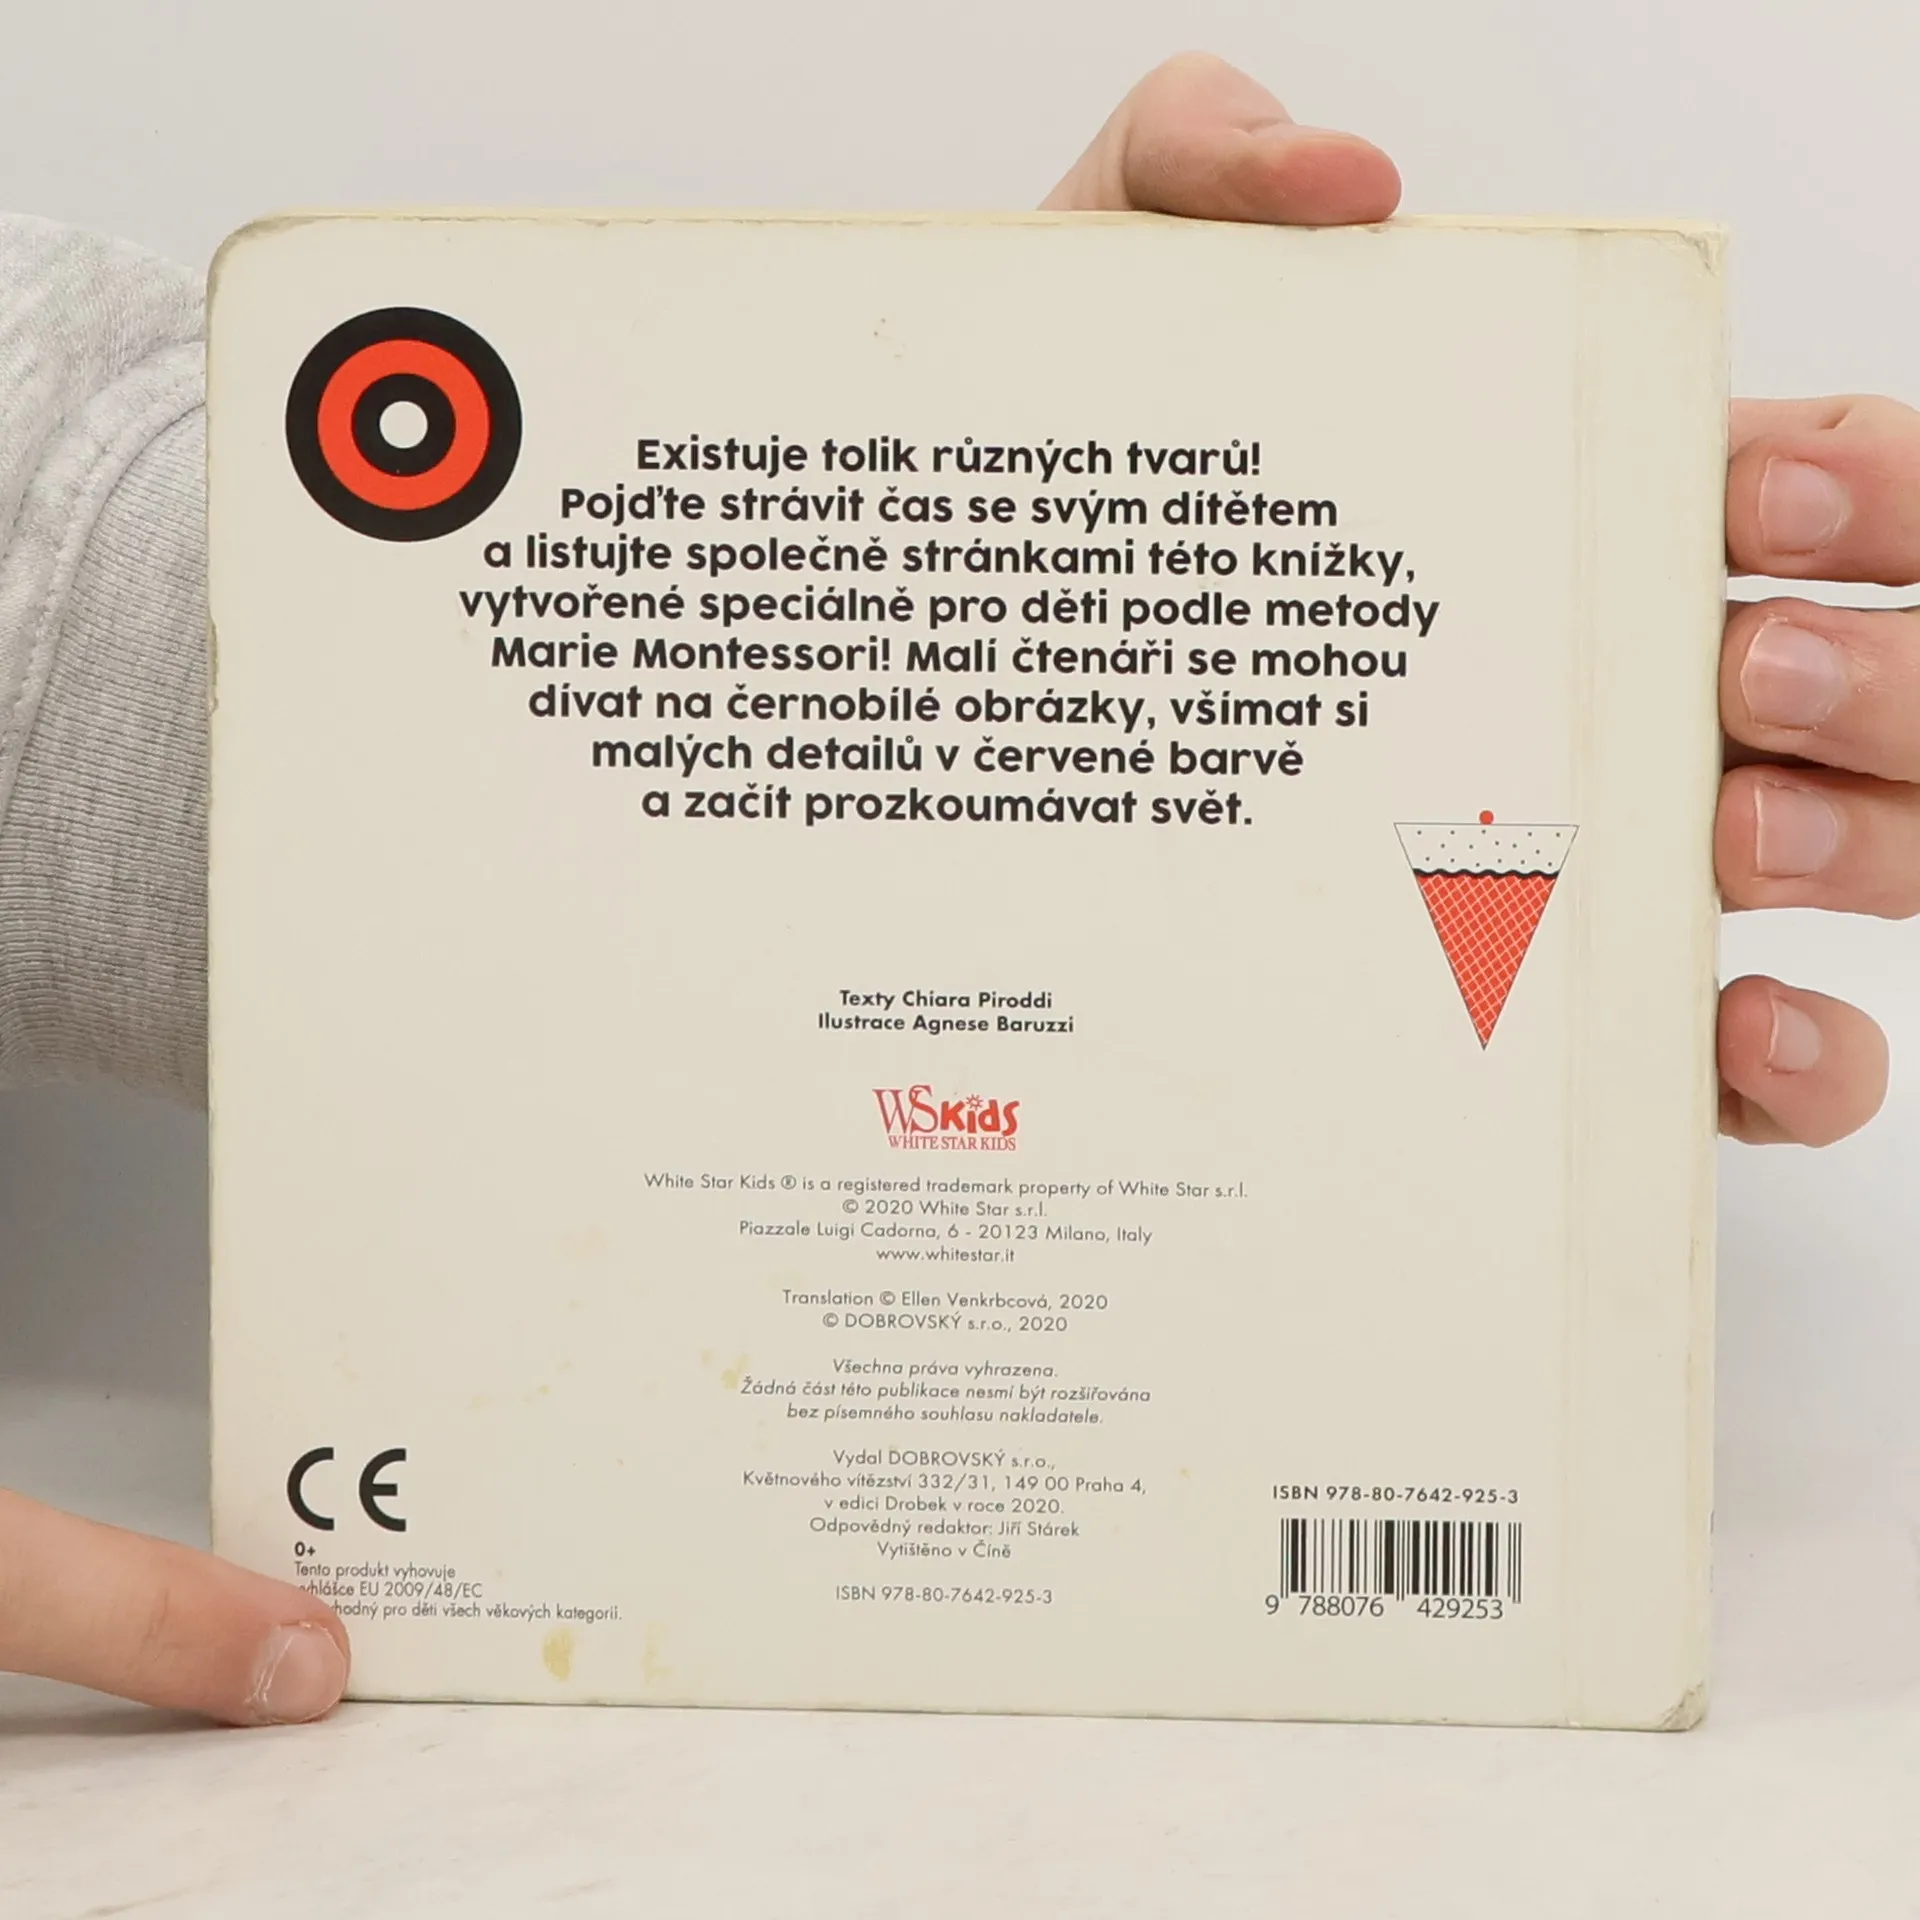 Existuje tolik různých tvarů!
Pojďte strávit čas se svým dítětem
a listujte společně stránkami této knížky,
vytvořené speciálně pro děti podle metody
Marie Montessori! Malí čtenáři se mohou
dívat na černobílé obrázky, všímat si
malých detailů v červené barvě
a začít prozkoumávat svět.
Texty Chiara Piroddi
Ilustrace Agnese Baruzzi
WSKids
WHITE STAR KIDS
White Star Kids ® is a registered trademark property of White Star s.r.l.
© 2020 White Star s.r.l.
Piazzale Luigi Cadorna, 6 - 20123 Milano, Italy
www.whitestar.it
Translation © Ellen Venkrbcová, 2020
© DOBROVSKÝ s.r.o., 2020
Všechna práva vyhrazena.
Žádná část této publikace nesmí být rozšiřována
bez písemného souhlasu nakladatele.
Vydal DOBROVSKÝ s.r.o.,
Květnového vítězství 332/31, 149 00 Praha 4,
v edici Drobek v roce 2020.
Odpovědný redaktor: Jiří Stárek
Vytištěno v Číně
ISBN 978-80-7642-925-3
CE
0+
Tento produkt vyhovuje
EU 2009/48/EC
pro děti všech věkových kategorii.
ISBN 978-80-7642-925-3
9 788076 429253